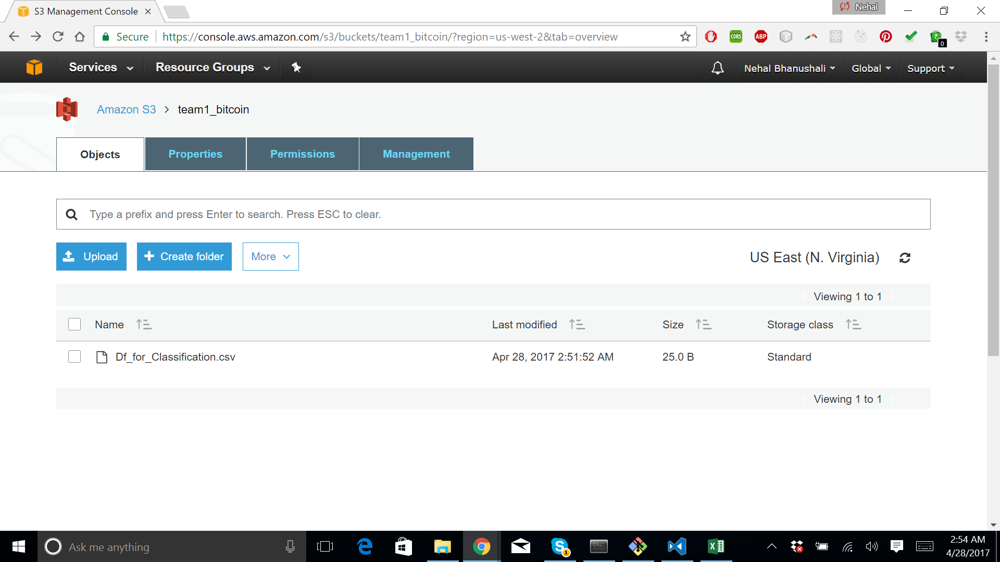 S3 Management Console
Nehal
Secure
https://console.aws.amazon.com/s3/buckets/team1_bitcoin/?region=us-west-2&tab=overview
CORS
ABP
0
Services
Resource Groups
Nehal Bhanushali
Global
Support
Amazon S3 > team1_bitcoin
Objects
Properties
Permissions
Management
Type a prefix and press Enter to search. Press ESC to clear.
Upload
Create folder
More
US East (N. Virginia)
Viewing 1 to 1
Name
Last modified
Size
Storage class
Df_for_Classification.csv
Apr 28, 2017 2:51:52 AM
25.0 B
Standard
Viewing 1 to 1
Ask me anything
1
2:54 AM
4/28/2017